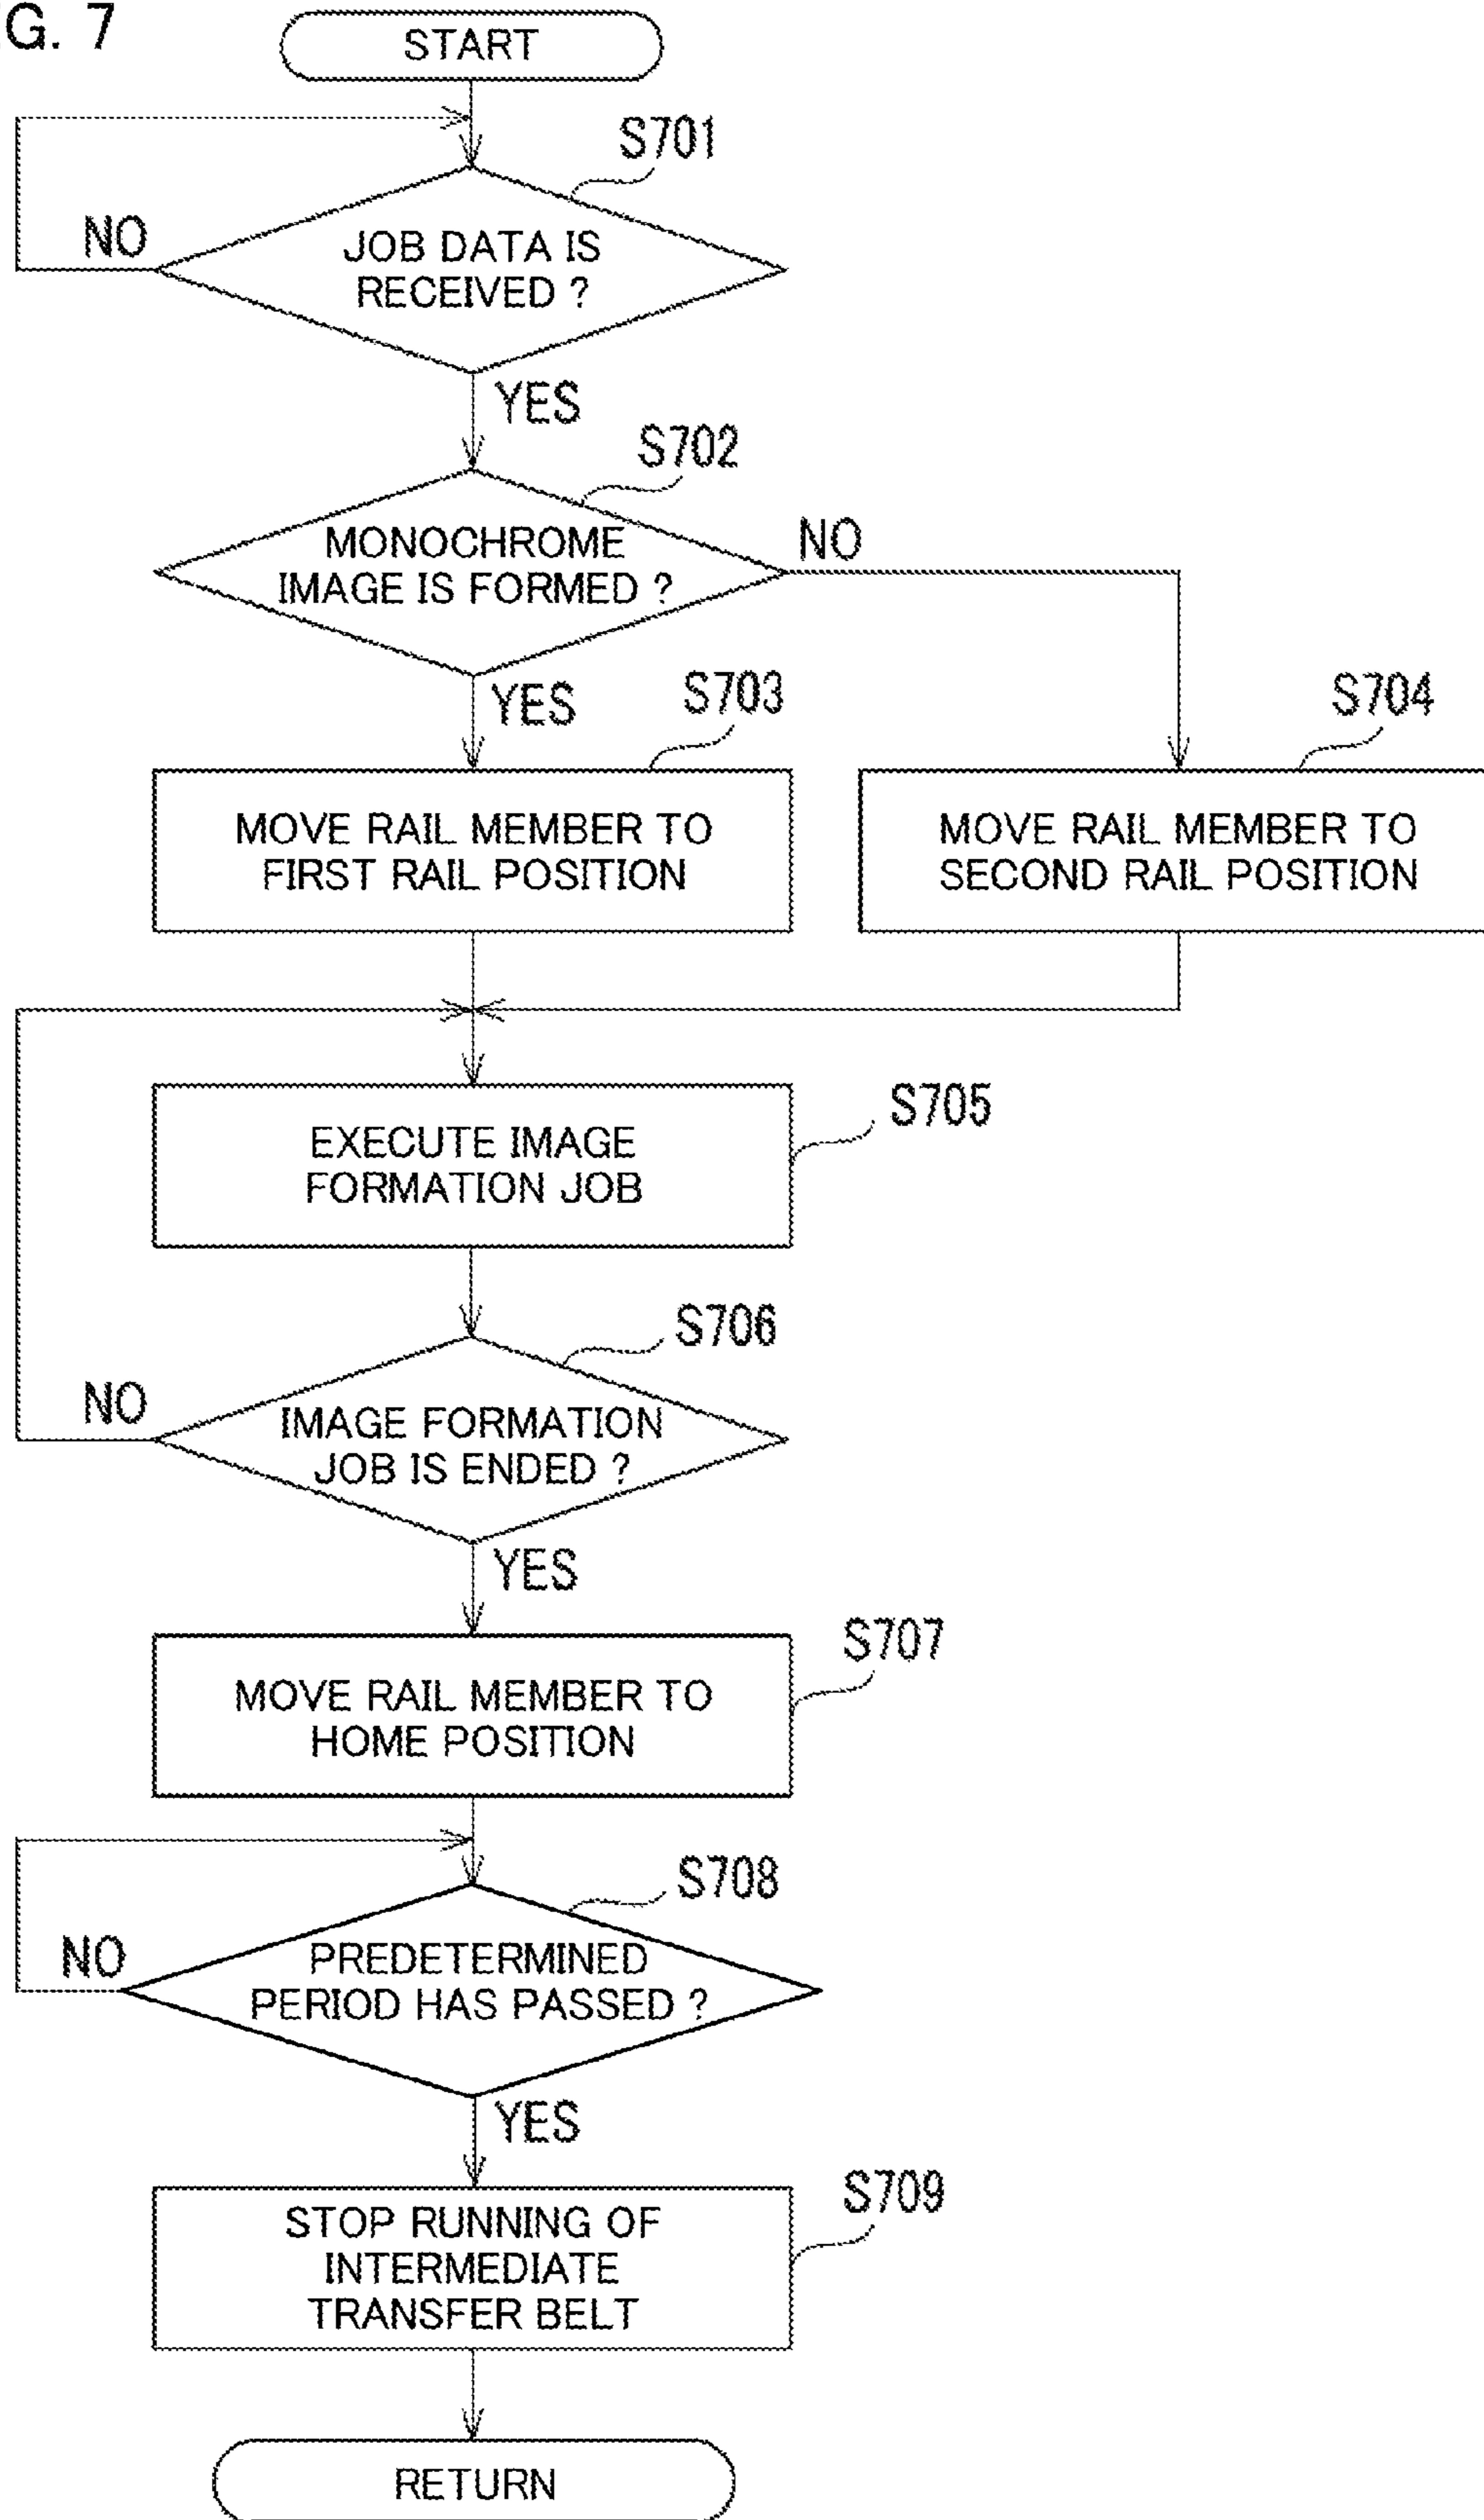 G. 7
START
S701
NO
JOB DATA IS
RECEIVED ?
YES
S702
MONOCHROME
IMAGE IS FORMED ?
NO
YES
S703
S704
MOVE RAIL MEMBER TO
FIRST RAIL POSITION
MOVE RAIL MEMBER TO
SECOND RAIL POSITION
S705
EXECUTE IMAGE
FORMATION JOB
S706
NO
IMAGE FORMATION
JOB IS ENDED ?
YES
S707
MOVE RAIL MEMBER TO
HOME POSITION
S708
NO
PREDETERMINED
PERIOD HAS PASSED ?
YES
S709
STOP RUNNING OF
INTERMEDIATE
TRANSFER BELT
RETURN